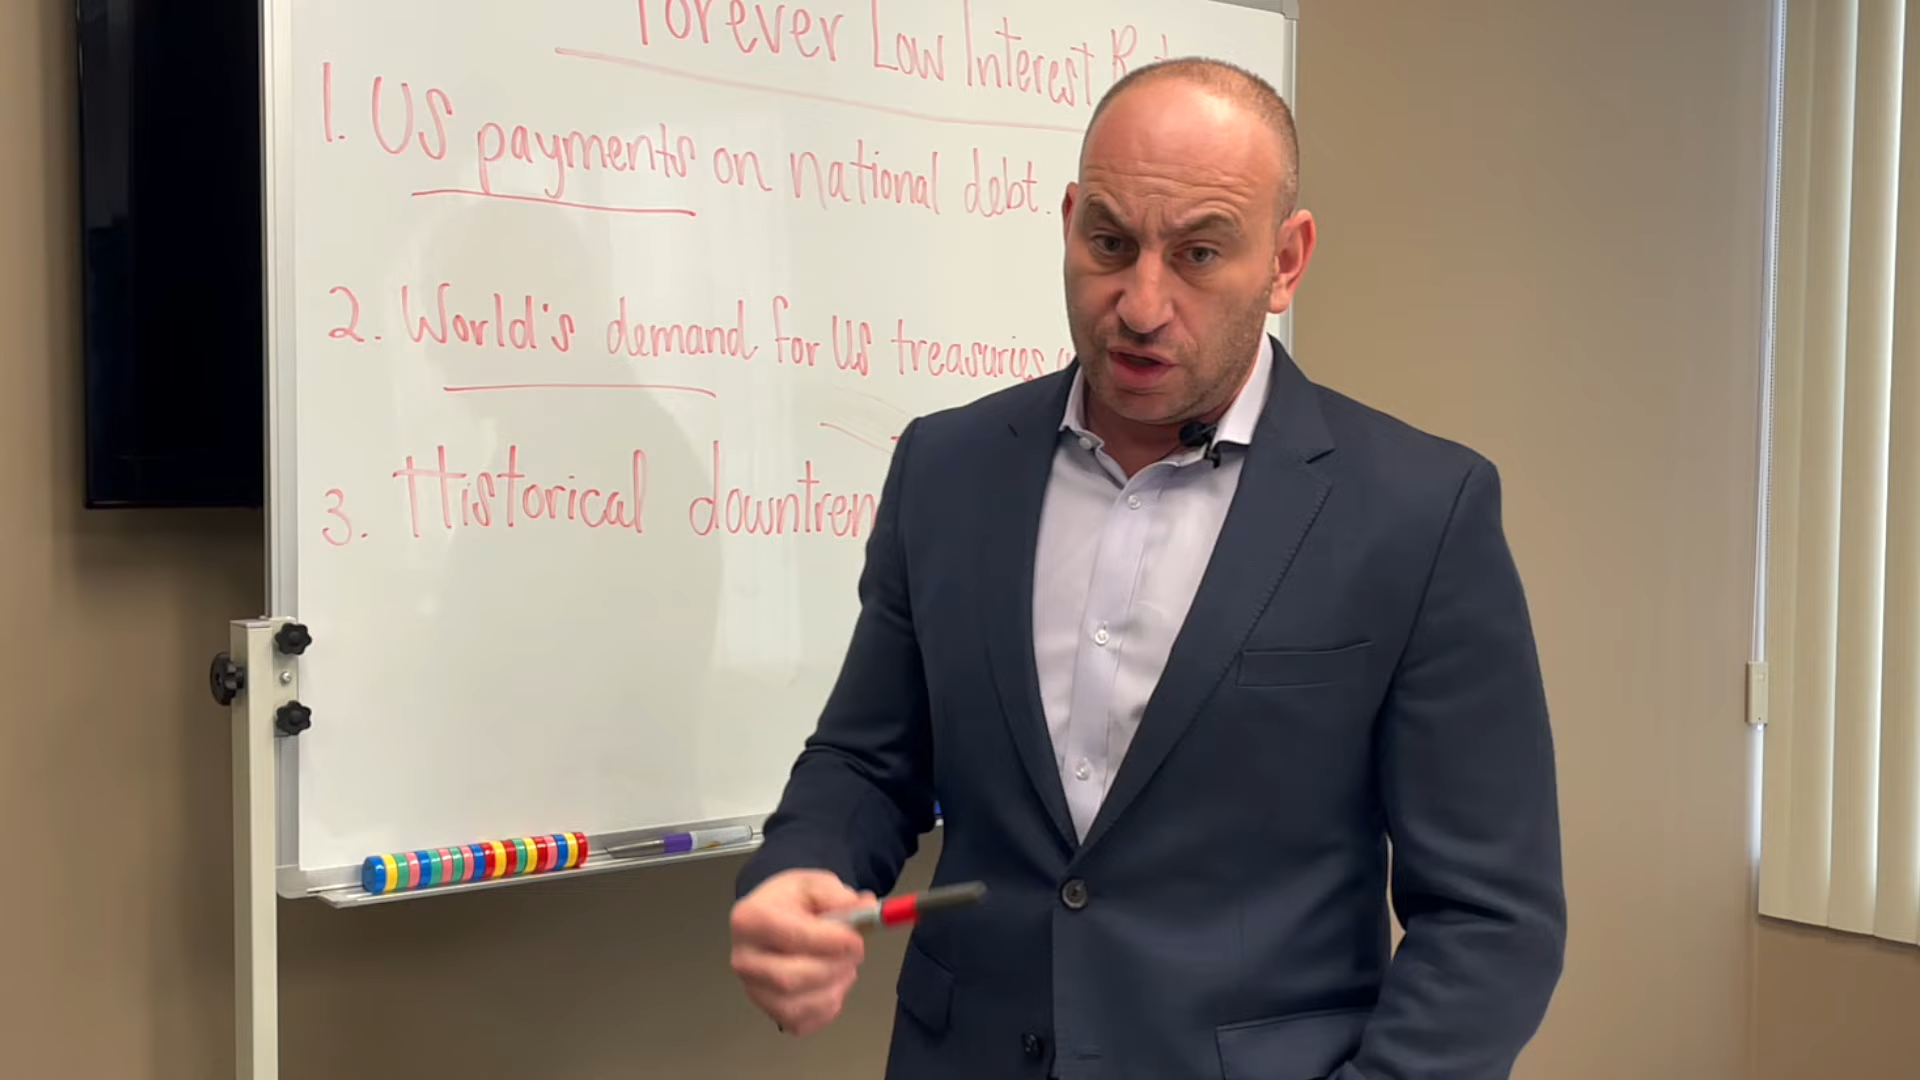 Forever Low Interest
1. US payments on national debt.
2. World's demand for US treasuries
3. Historical